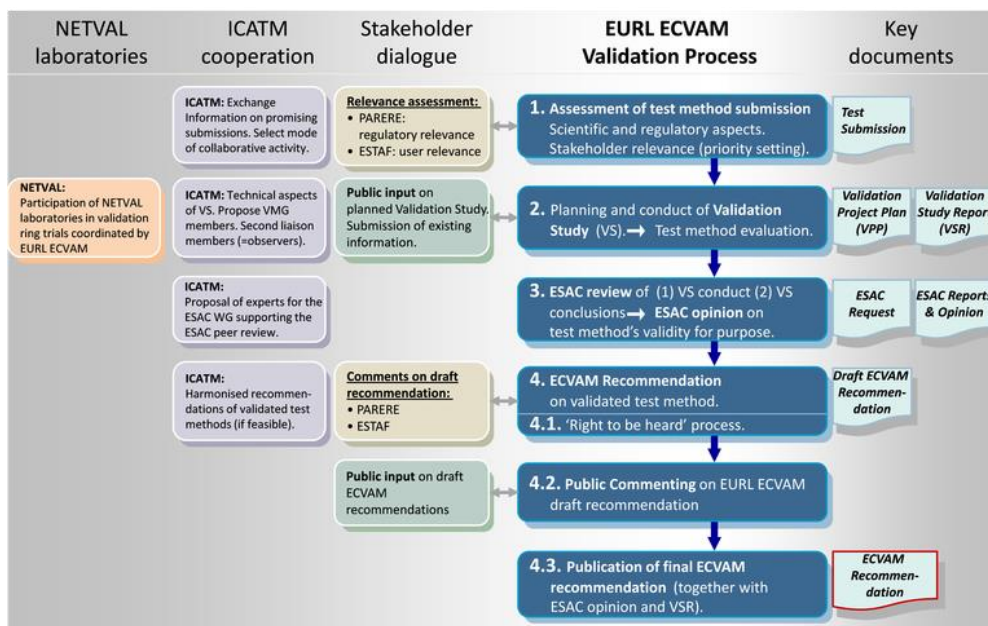 NETVAL
laboratories
ICATM
cooperation
Stakeholder
dialogue
EURL ECVAM
Validation Process
Key
documents
ICATM: Exchange
Information on promising
submissions. Select mode
of collaborative activity.
Relevance assessment:
• PARERE:
regulatory relevance
• ESTAF: user relevance
1. Assessment of test method submission
Scientific and regulatory aspects.
Stakeholder relevance (priority setting).
Test
Submission
NETVAL:
Participation of NETVAL
laboratories in validation
ring trials coordinated by
EURL ECVAM
ICATM: Technical aspects
of VS. Propose VMG
members. Second liaison
members (=observers).
Public input on
planned Validation Study.
Submission of existing
information.
2. Planning and conduct of Validation
Study (VS). → Test method evaluation.
Validation
Project Plan
(VPP)
Validation
Study Report
(VSR)
ICATM:
Proposal of experts for the
ESAC WG supporting the
ESAC peer review.
3. ESAC review of (1) VS conduct (2) VS
conclusions → ESAC opinion on
test method's validity for purpose.
ESAC
Request
ESAC Reports
& Opinion
ICATM:
Harmonised recommen-
dations of validated test
methods (if feasible).
Comments on draft
recommendation:
• PARERE
• ESTAF
4. ECVAM Recommendation
on validated test method.
4.1. 'Right to be heard' process.
Draft ECVAM
Recommen-
dation
Public input on draft
ECVAM
recommendations
4.2. Public Commenting on EURL ECVAM
draft recommendation
4.3. Publication of final ECVAM
recommendation (together with
ESAC opinion and VSR).
ECVAM
Recommen-
dation